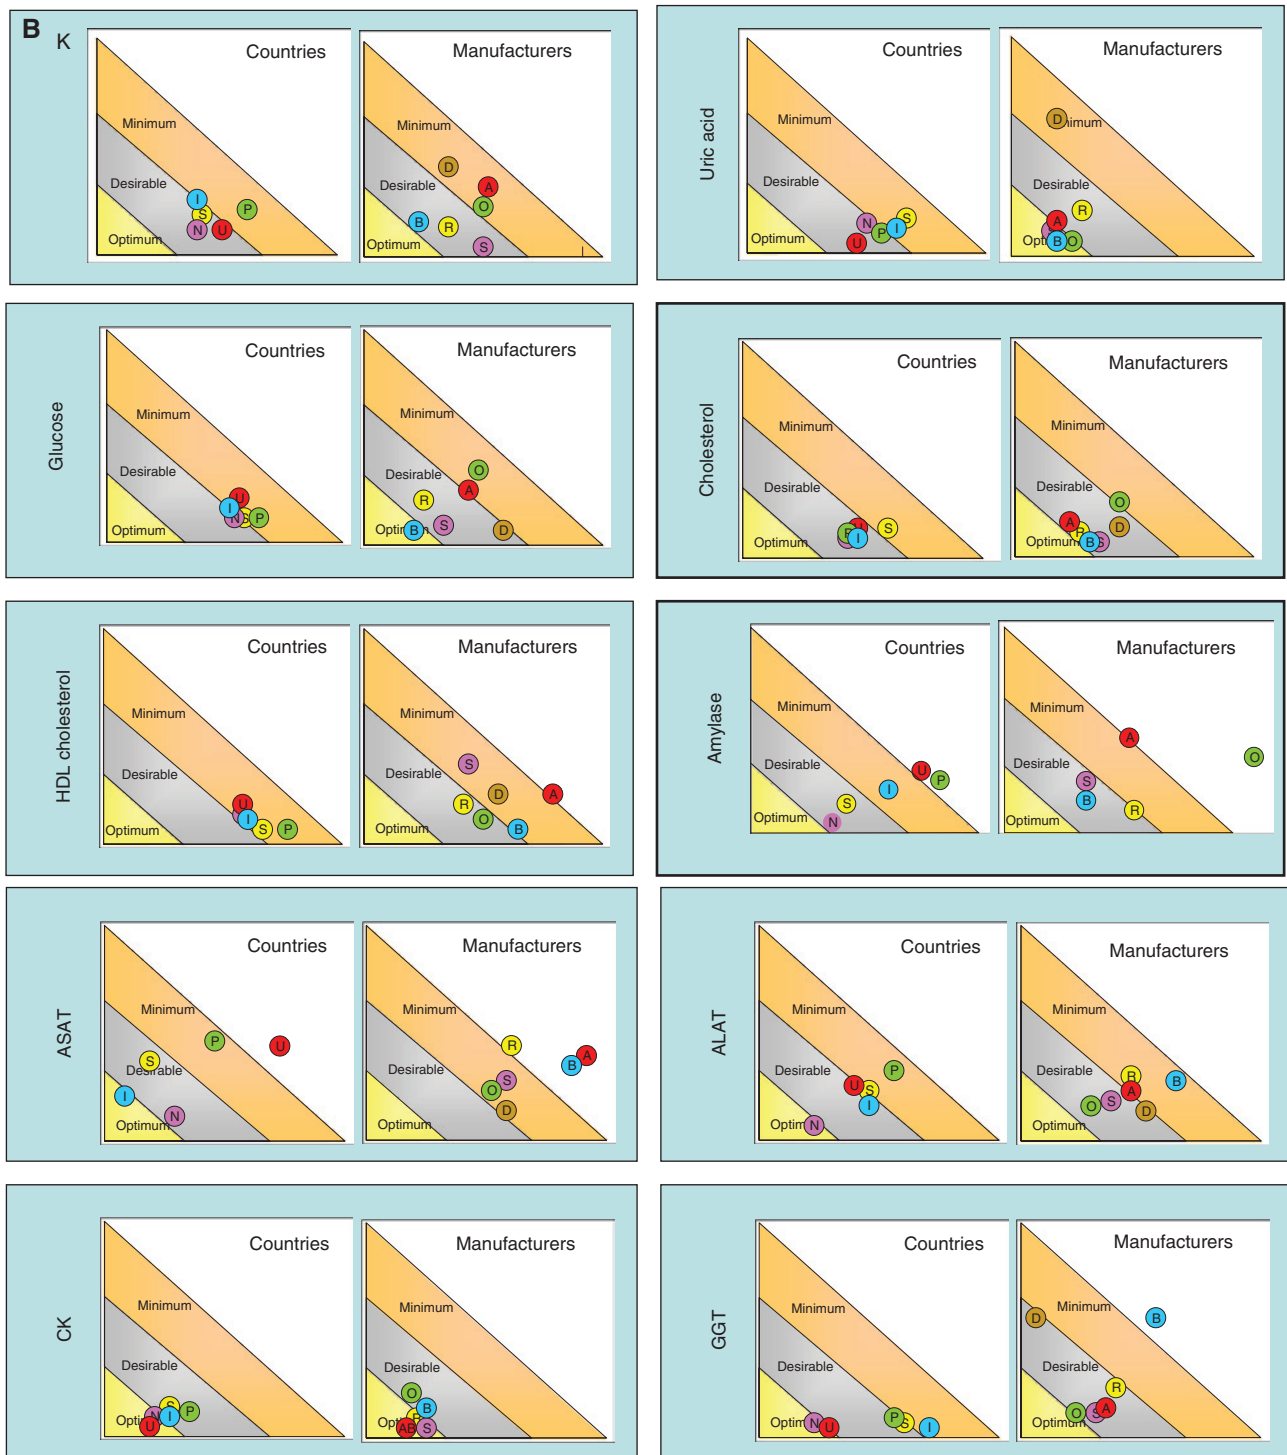 B
K
Countries
Minimum
Desirable
Optimum
I
S
P
N
U
Manufacturers
Minimum
Desirable
Optimum
D
A
O
B
R
S
Uric acid
Countries
Minimum
Desirable
Optimum
N
S
P
I
U
Manufacturers
D
Desirable
R
A
B
O
Glucose
Countries
Minimum
Desirable
Optimum
U
I
N
S
P
Manufacturers
Minimum
Desirable
O
A
R
S
B
D
Cholesterol
Countries
Minimum
Desirable
Optimum
U
S
P
I
Manufacturers
Minimum
Desirable
Optimum
O
A
D
R
B
S
HDL cholesterol
Countries
Minimum
Desirable
Optimum
U
I
S
P
Manufacturers
Minimum
Desirable
Optimum
S
D
A
R
O
B
Amylase
Countries
Minimum
Desirable
Optimum
U
P
I
S
N
Manufacturers
Minimum
Desirable
Optimum
A
O
S
B
R
ASAT
Countries
Minimum
Desirable
Optimum
P
U
S
I
N
Manufacturers
Minimum
Desirable
Optimum
R
A
B
S
O
D
ALAT
Countries
Minimum
Desirable
P
U
S
I
N
Manufacturers
Minimum
Desirable
Optimum
R
B
A
S
O
D
CK
Countries
Minimum
Desirable
S
P
N
I
U
Manufacturers
Minimum
Desirable
O
B
R
A
B
S
GGT
Countries
Minimum
Desirable
P
S
I
N
U
Manufacturers
Minimum
Desirable
Optimum
D
B
R
A
O
S